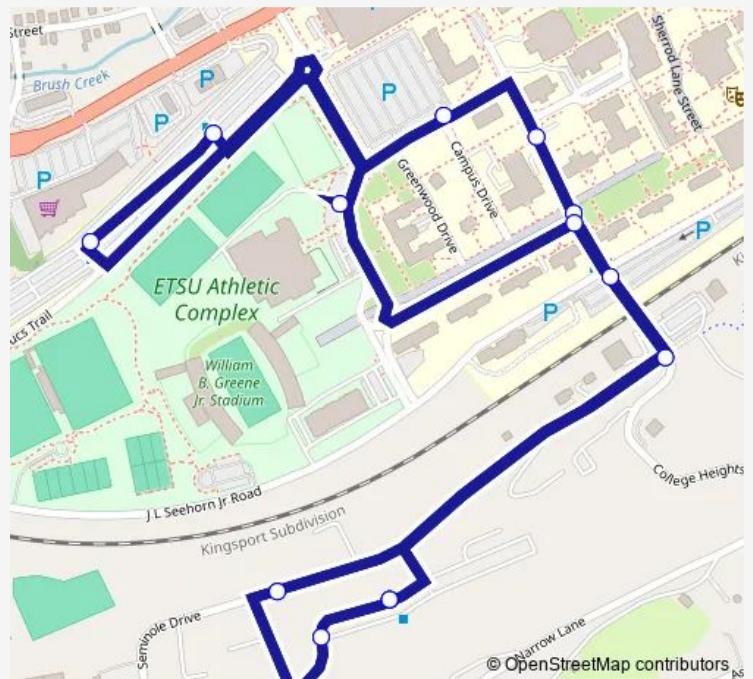 Street
Brush Creek
P
P
P
P
Sherrod Lane Street
Campus Drive
Greenwood Drive
P
P
ETSU Athletic
Complex
William
B. Greene
Jr. Stadium
ucs Trail
J L Seehorn Jr Road
Kingsport Subdivision
College Heights
Seminole Drive
Narrow Lane
© OpenStreetMap contributors